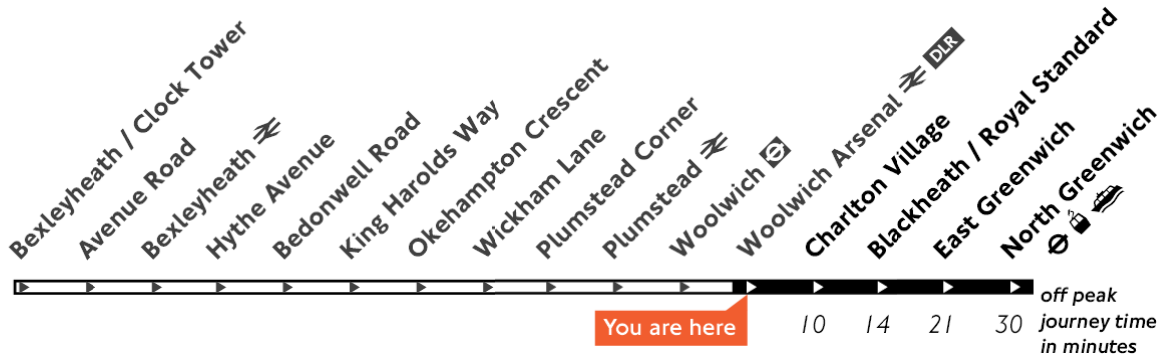 Bexleyheath / Clock Tower
Avenue Road
Bexleyheath
Hythe Avenue
Bedonwell Road
King Harolds Way
Okehampton Crescent
Wickham Lane
Plumstead Corner
Plumstead
Woolwich
Woolwich Arsenal DLR
Charlton Village
Blackheath / Royal Standard
East Greenwich
North Greenwich
You are here
10 14 21 30
off peak
journey time
in minutes